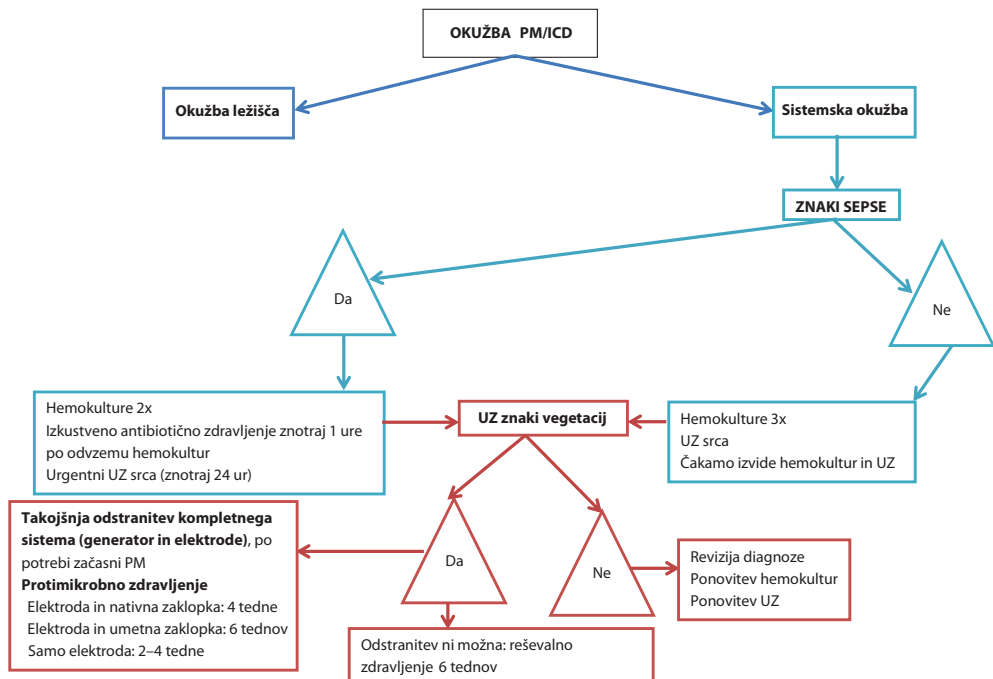 OKUŽBA PM/ICD
Okužba ležišča
Sistemska okužba
ZNAKI SEPSE
Da
Ne
Hemokulture 2x
Izkustveno antibiotično zdravljenje znotraj 1 ure
po odvzemu hemokultur
Urgentni UZ srca (znotraj 24 ur)
UZ znaki vegetacij
Hemokulture 3x
UZ srca
Čakamo izvide hemokultur in UZ
Takojšnja odstranitev kompletnega
sistema (generator in elektrode), po
potrebi začasni PM
Protimikrobno zdravljenje
Elektroda in nativna zaklopka: 4 tedne
Elektroda in umetna zaklopka: 6 tednov
Samo elektroda: 2–4 tedne
Da
Ne
Revizija diagnoze
Ponovitev hemokultur
Ponovitev UZ
Odstranitev ni možna: reševalno
zdravljenje 6 tednov